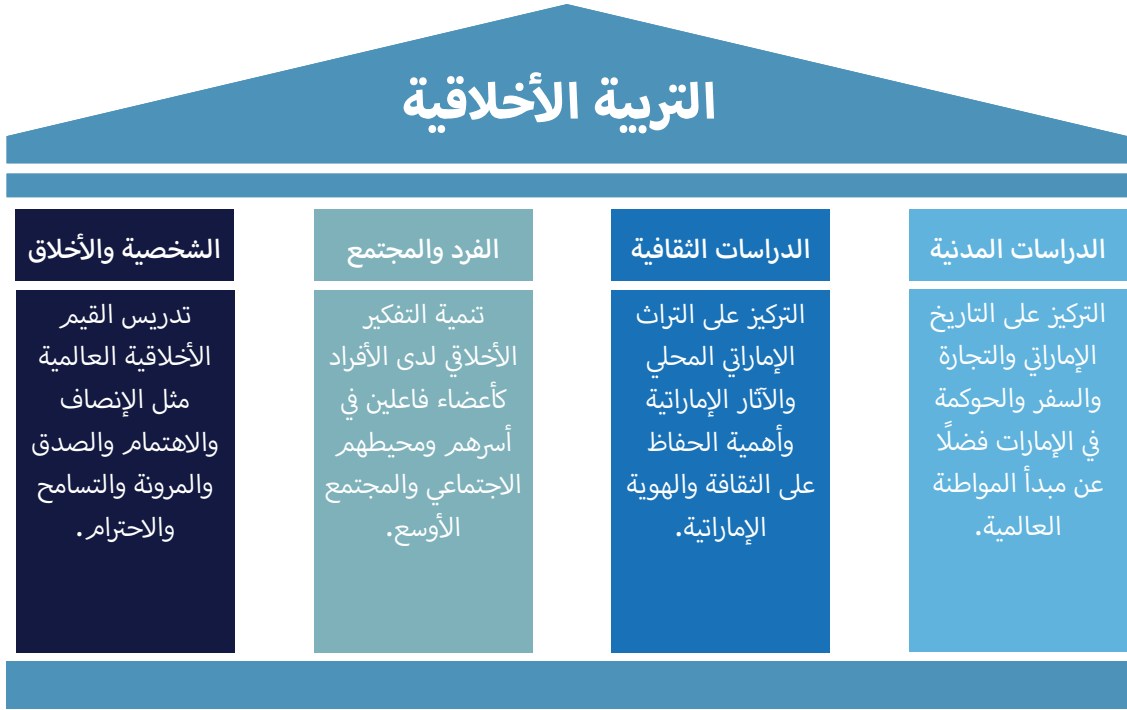 التربية الأخلاقية
الدراسات المدنية
التركيز على التاريخ
الإماراتي والتجارة
والسفر والحوكمة
في الإمارات فضلًا
عن مبدأ المواطنة
العالمية.
الدراسات الثقافية
التركيز على التراث
الإماراتي المحلي
والآثار الإماراتية
وأهمية الحفاظ
على الثقافة والهوية
الإماراتية.
الفرد والمجتمع
تنمية التفكير
الأخلاقي لدى الأفراد
كأعضاء فاعلين في
أسرهم ومحيطهم
الاجتماعي والمجتمع
الأوسع.
الشخصية والأخلاق
تدريس القيم
الأخلاقية العالمية
مثل الإنصاف
والاهتمام والصدق
والمرونة والتسامح
والاحترام.